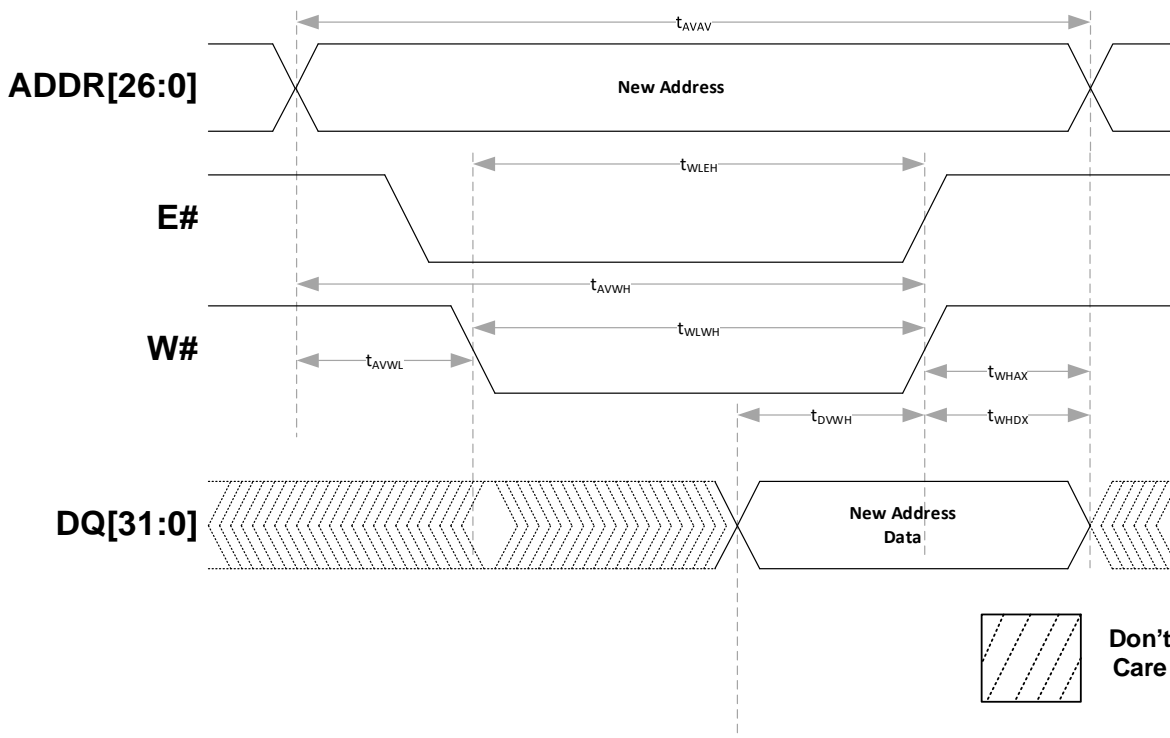 tAVAV
ADDR[26:0]
New Address
tWLEH
E#
tAVWH
W#
tWLWH
tAVWL
tWHAX
tDVWH
tWHDX
DQ[31:0]
New Address
Data
Don't
Care